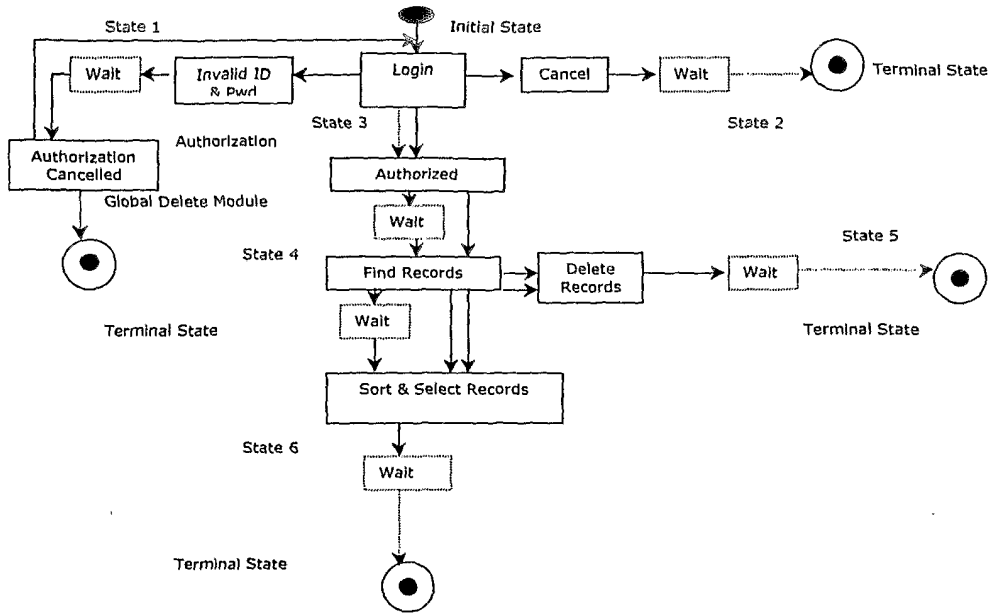 State 1
Initial State
Wait
Invalid ID
& Pwd
Login
Cancel
Wait
Terminal State
State 3
State 2
Authorization
Authorization
Cancelled
Authorized
Global Delete Module
Wait
State 4
State 5
Find Records
Delete
Records
Wait
Wait
Terminal State
Terminal State
Sort & Select Records
State 6
Wait
Terminal State